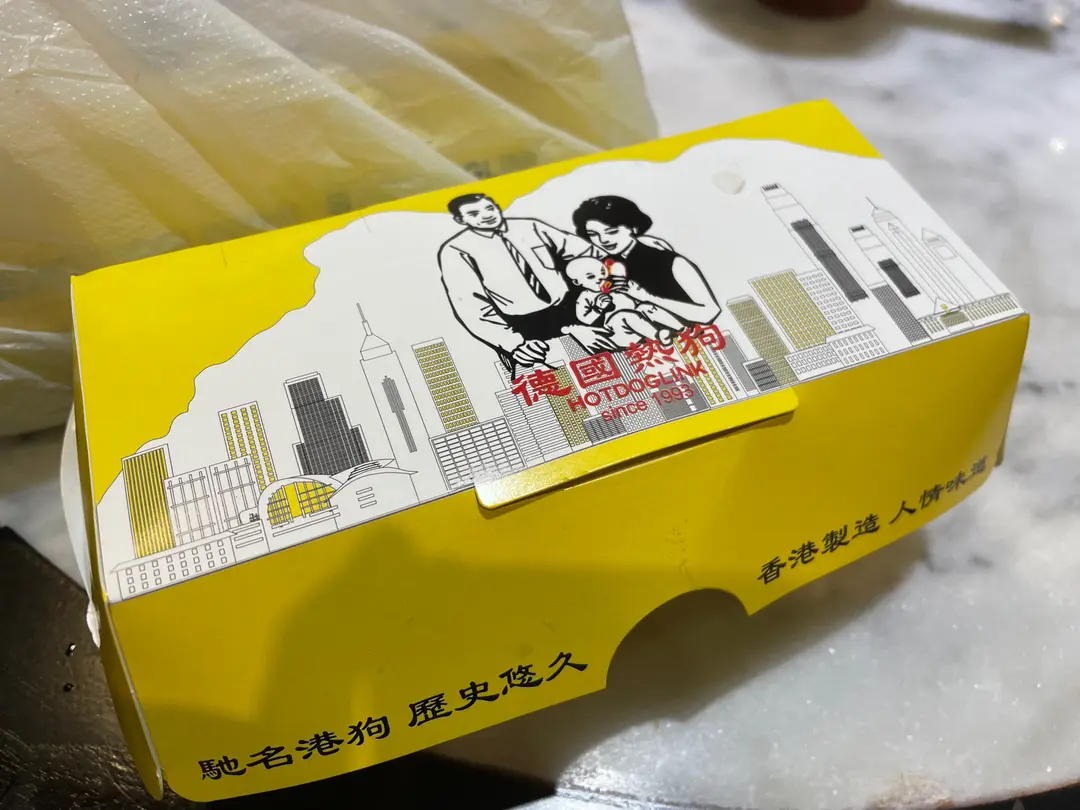 德國熱狗
HOTDOGLINK
since 1993
馳名港狗 歷史悠久
香港製造 人情味道